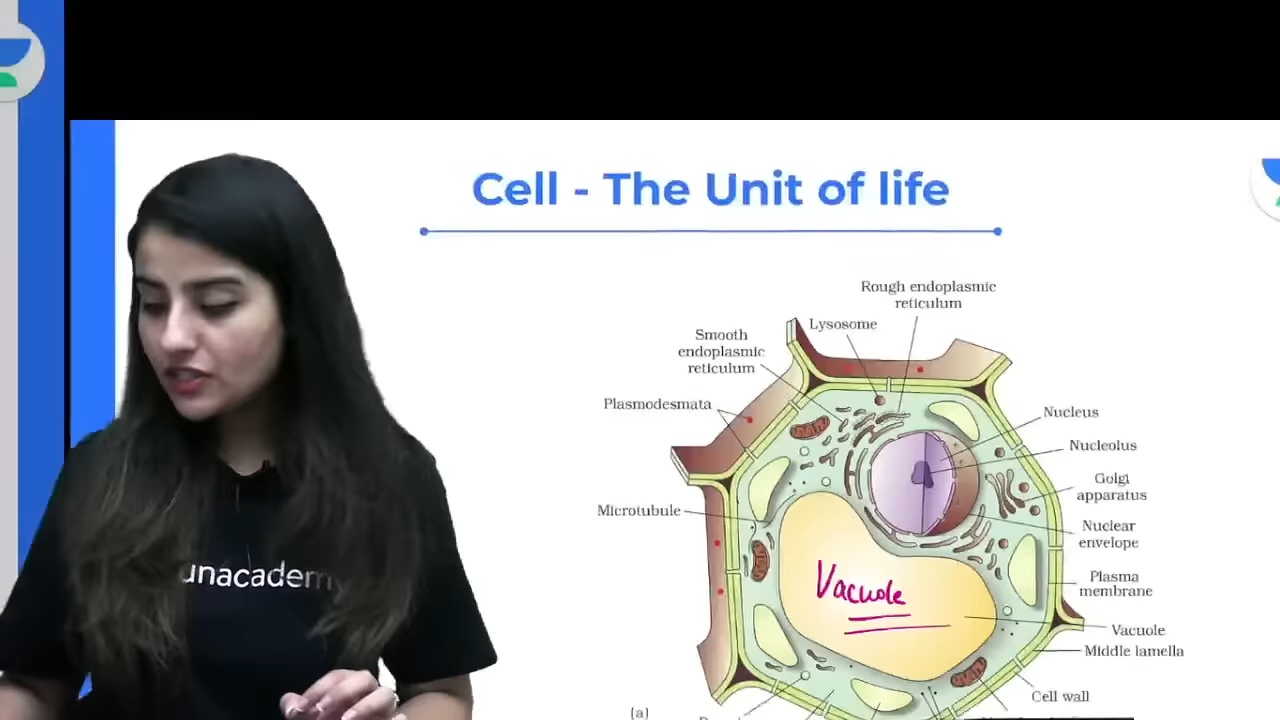 Cell - The Unit of life
Rough endoplasmic
reticulum
Lysosome
Smooth
endoplasmic
reticulum
Plasmodesmata
Nucleus
Nucleolus
Golgi
apparatus
Microtubule
Nuclear
envelope
unacademy
Vacuole
Plasma
membrane
Vacuole
Middle lamella
Cell wall
(a)